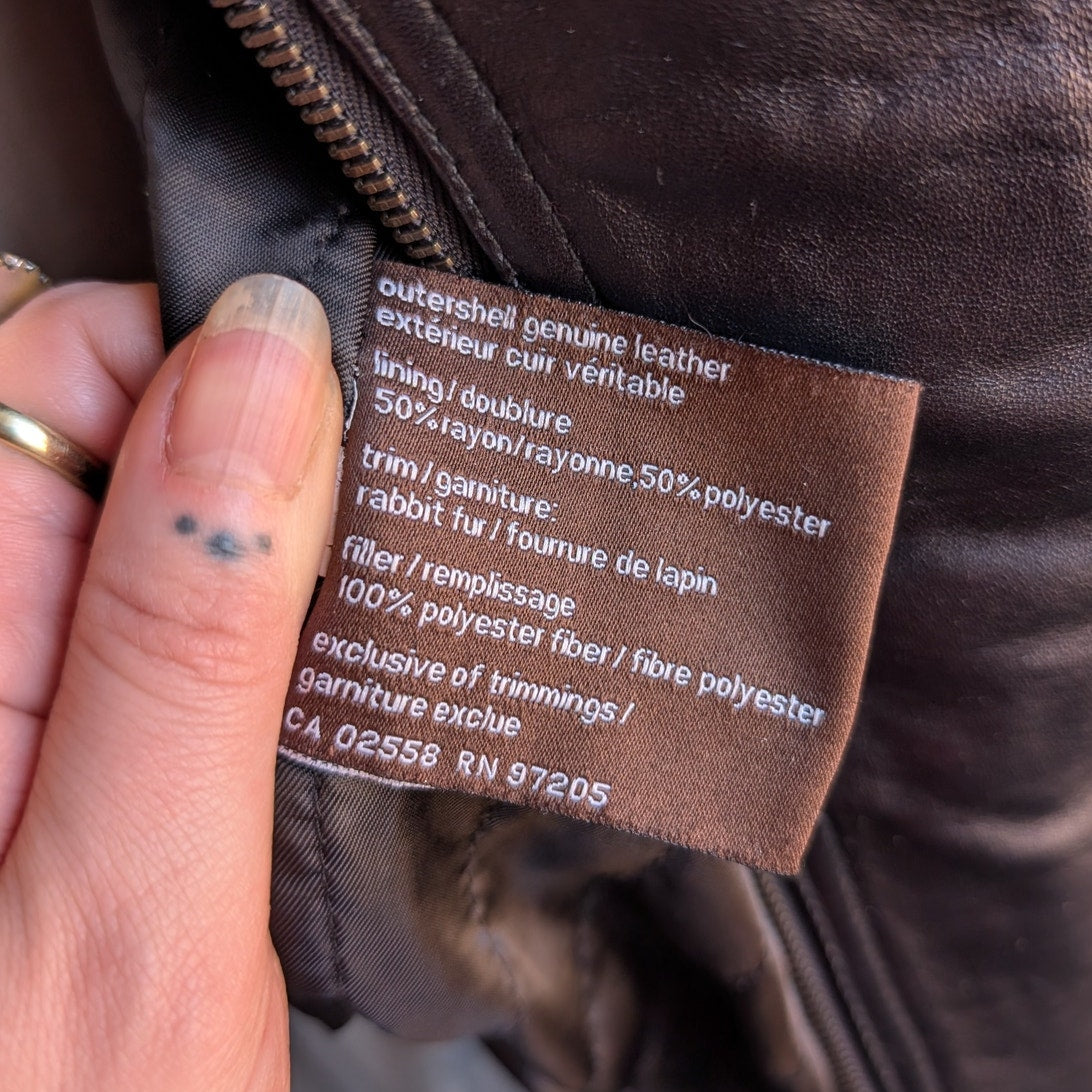 outershell genuine leather
extérieur cuir véritable
lining / doublure
50% rayon/rayonne, 50% polyester
trim / garniture:
rabbit fur / fourrure de lapin
filler / remplissage
100% polyester fiber / fibre polyester
exclusive of trimmings /
garniture exclue
CA 02558 RN 97205